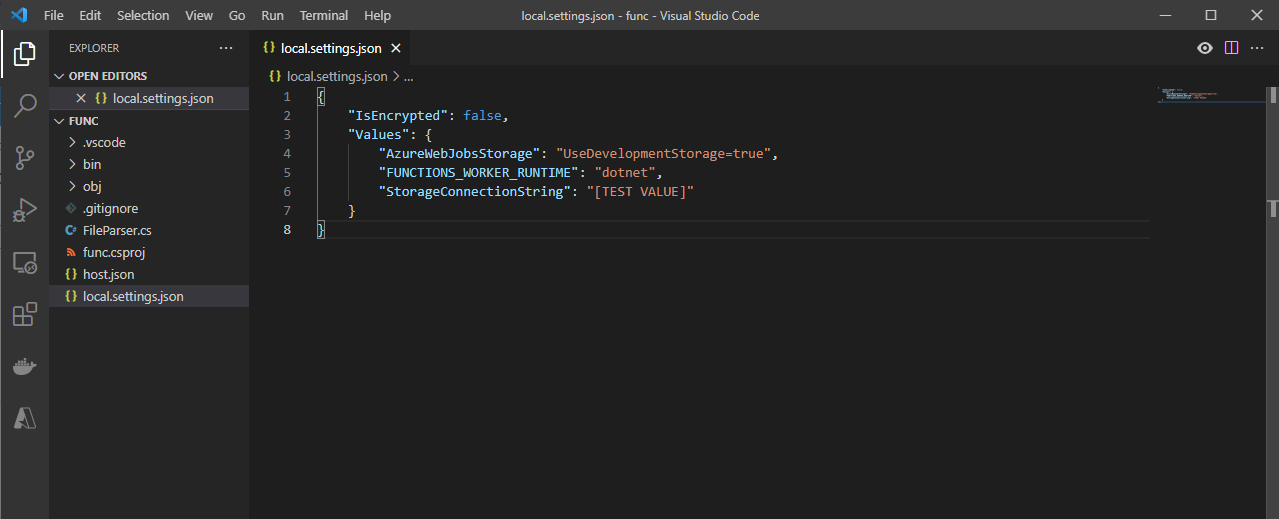 File Edit Selection View Go Run Terminal Help
local.settings.json - func - Visual Studio Code
EXPLORER
OPEN EDITORS
{} local.settings.json
FUNC
.vscode
bin
obj
.gitignore
C# FileParser.cs
func.csproj
{} host.json
{} local.settings.json
{} local.settings.json
{} local.settings.json > ...
1 {
2 "IsEncrypted": false,
3 "Values": {
4 "AzureWebJobsStorage": "UseDevelopmentStorage=true",
5 "FUNCTIONS_WORKER_RUNTIME": "dotnet",
6 "StorageConnectionString": "[TEST VALUE]"
7 }
8 }